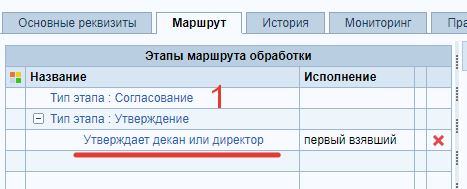 Основные реквизиты Маршрут История Мониторинг Пра
Этапы маршрута обработки
Название Исполнение
Тип этапа : Согласование 1
Тип этапа : Утверждение
Утверждает декан или директор первый взявший